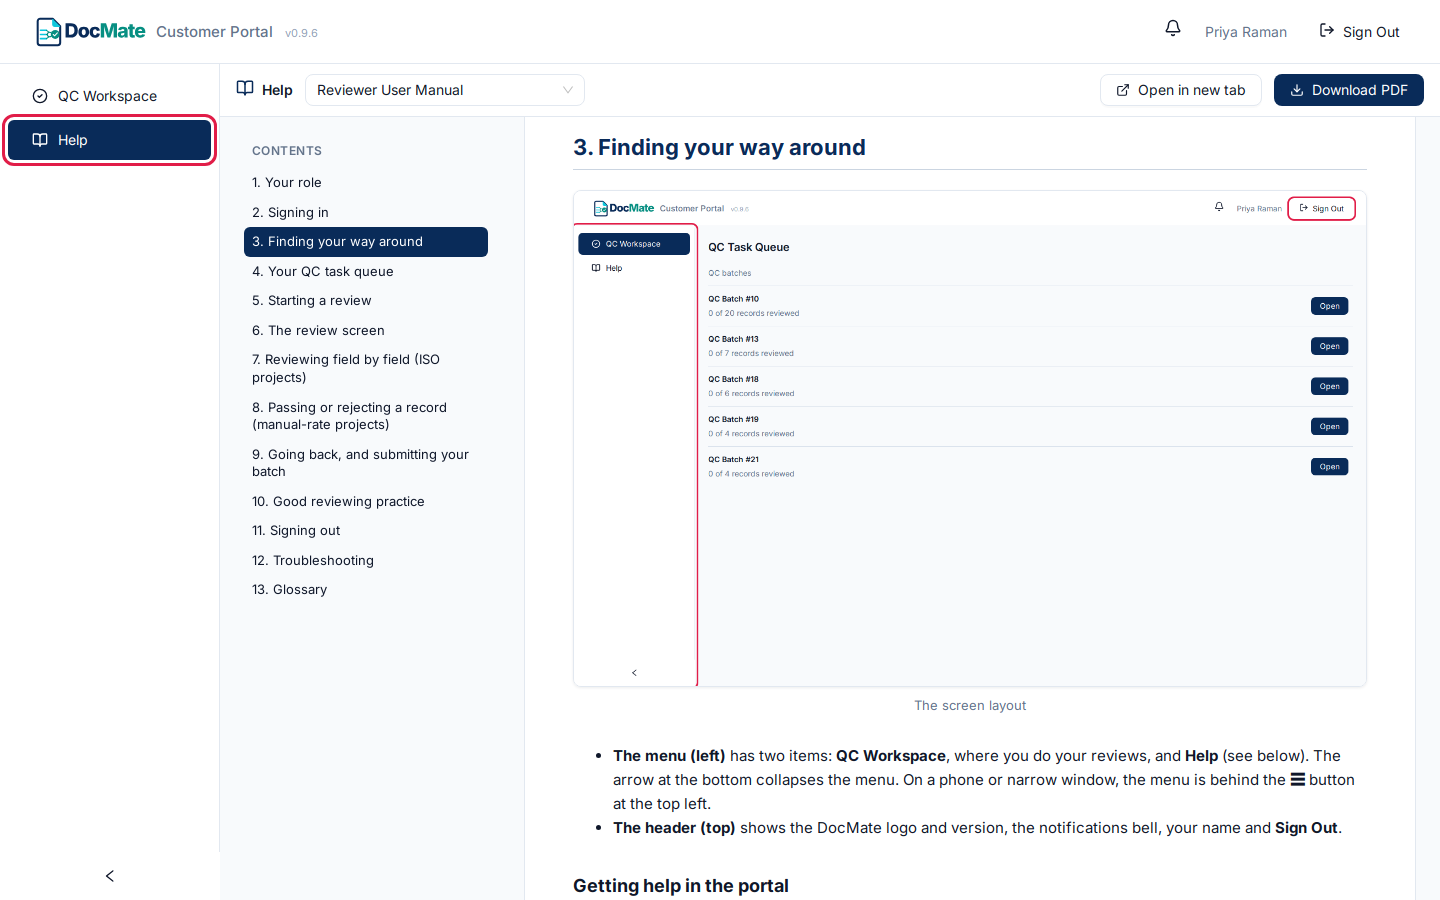 DocMate Customer Portal v0.9.6
Priya Raman
Sign Out
QC Workspace
Help
Help
Reviewer User Manual
Open in new tab
Download PDF
CONTENTS
1. Your role
2. Signing in
3. Finding your way around
4. Your QC task queue
5. Starting a review
6. The review screen
7. Reviewing field by field (ISO
projects)
8. Passing or rejecting a record
(manual-rate projects)
9. Going back, and submitting your
batch
10. Good reviewing practice
11. Signing out
12. Troubleshooting
13. Glossary
3. Finding your way around
DocMate Customer Portal v0.9.6
Priya Raman
Sign Out
QC Workspace
Help
QC Task Queue
QC batches
QC Batch #10
0 of 20 records reviewed
Open
QC Batch #13
0 of 7 records reviewed
Open
QC Batch #18
0 of 6 records reviewed
Open
QC Batch #19
0 of 4 records reviewed
Open
QC Batch #21
0 of 4 records reviewed
Open
The screen layout
• The menu (left) has two items: QC Workspace, where you do your reviews, and Help (see below). The
arrow at the bottom collapses the menu. On a phone or narrow window, the menu is behind the ☰ button
at the top left.
• The header (top) shows the DocMate logo and version, the notifications bell, your name and Sign Out.
Getting help in the portal